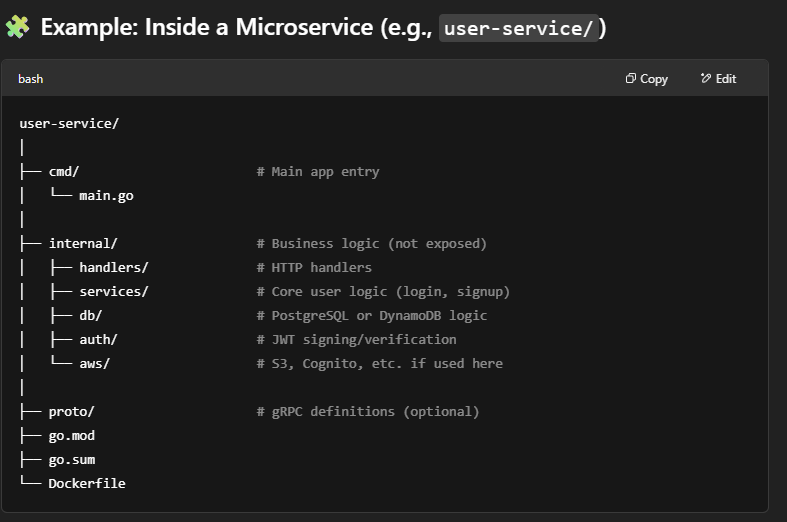 🧩 Example: Inside a Microservice (e.g., user-service/)
bash Copy Edit
user-service/
│
├── cmd/                       # Main app entry
│   └── main.go
│
├── internal/                  # Business logic (not exposed)
│   ├── handlers/              # HTTP handlers
│   ├── services/              # Core user logic (login, signup)
│   ├── db/                    # PostgreSQL or DynamoDB logic
│   ├── auth/                  # JWT signing/verification
│   └── aws/                   # S3, Cognito, etc. if used here
│
├── proto/                     # gRPC definitions (optional)
├── go.mod
├── go.sum
└── Dockerfile